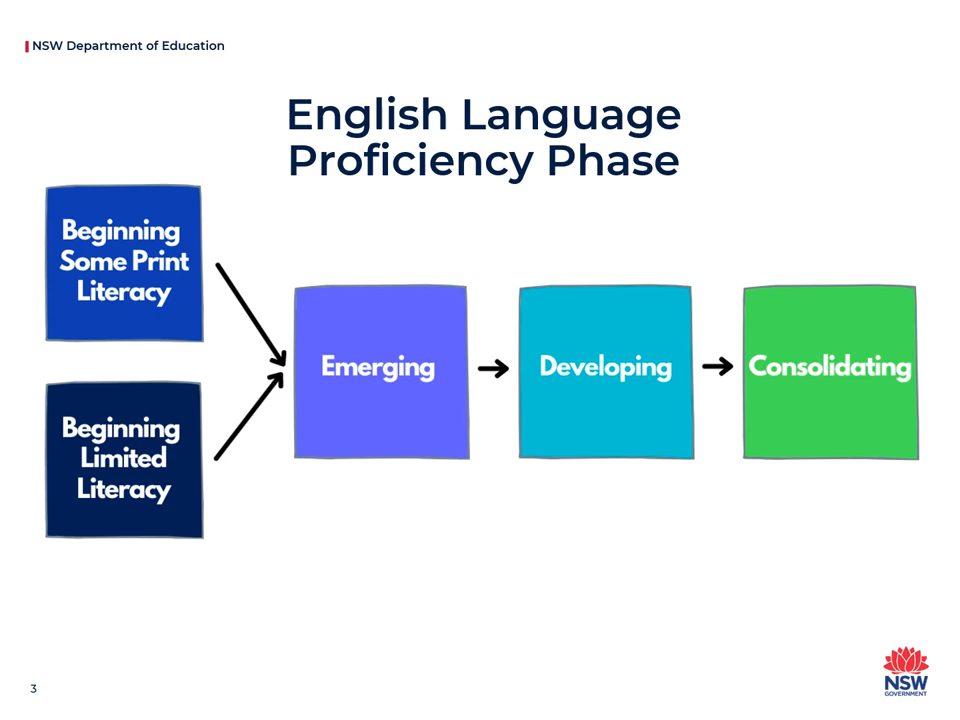 NSW Department of Education
English Language
Proficiency Phase
Beginning
Some Print
Literacy
Beginning
Limited
Literacy
Emerging
Developing
Consolidating
3
NSW
GOVERNMENT